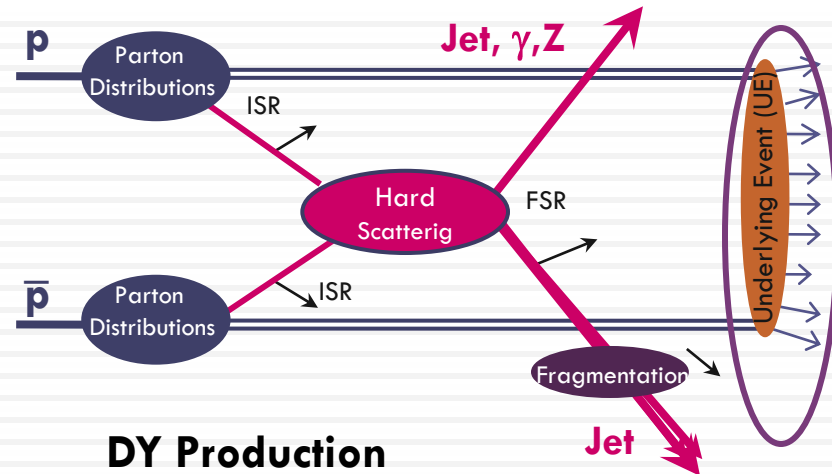 p
Parton
Distributions
ISR
Jet, γ,Z
Hard
Scatterig
FSR
Underlying Event (UE)
p̅
Parton
Distributions
ISR
Fragmentation
Jet
DY Production